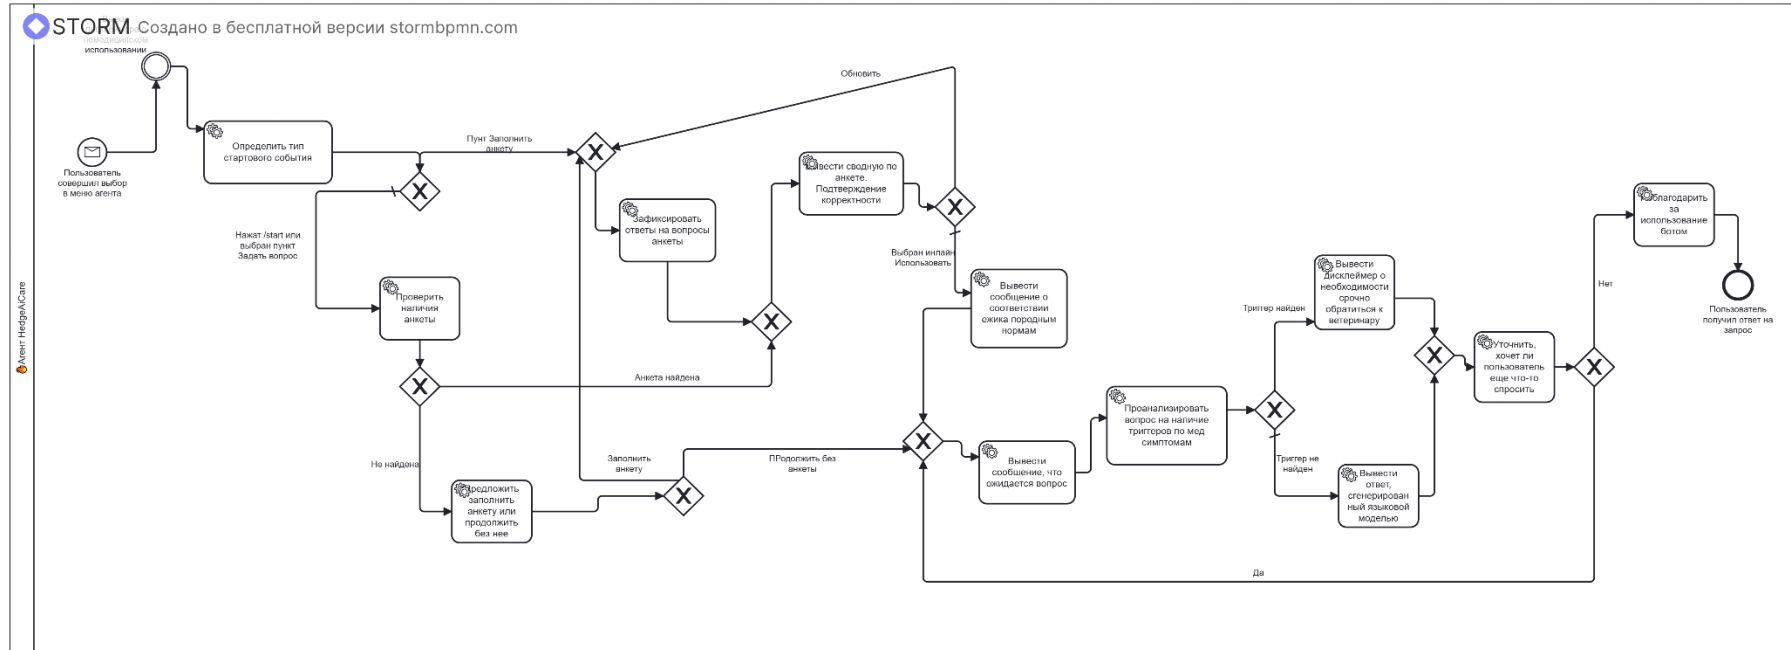 STORM Создано в бесплатной версии stormbpmn.com
немедицинском
использовании
Пользователь
совершил выбор
в меню агента
Агент HedgeAiCare
Определить тип
стартового события
Пунт Заполнить
анкету
Нажат /start или
выбран пункт
Задать вопрос
Проверить
наличия
анкеты
Анкета найдена
Не найдена
Предложить
заполнить
анкету или
продолжить
без нее
Заполнить
анкету
ПРодолжить без
анкеты
Зафиксировать
ответы на вопросы
анкеты
Обновить
Вывести сводную по
анкете.
Подтверждение
корректности
Выбран инлайн
Использовать
Вывести
сообщение о
соответствии
ежика породным
нормам
Вывести
сообщение, что
ожидается вопрос
Проанализировать
вопрос на наличие
триггеров по мед
симптомам
Триггер найден
Вывести
дисклеймер о
необходимости
срочно
обратиться к
ветеринару
Триггер не
найден
Вывести
ответ,
сгенерирован
ный языковой
моделью
Уточнить,
хочет ли
пользователь
еще что-то
спросить
Нет
Да
Поблагодарить
за
использование
ботом
Пользователь
получил ответ на
запрос